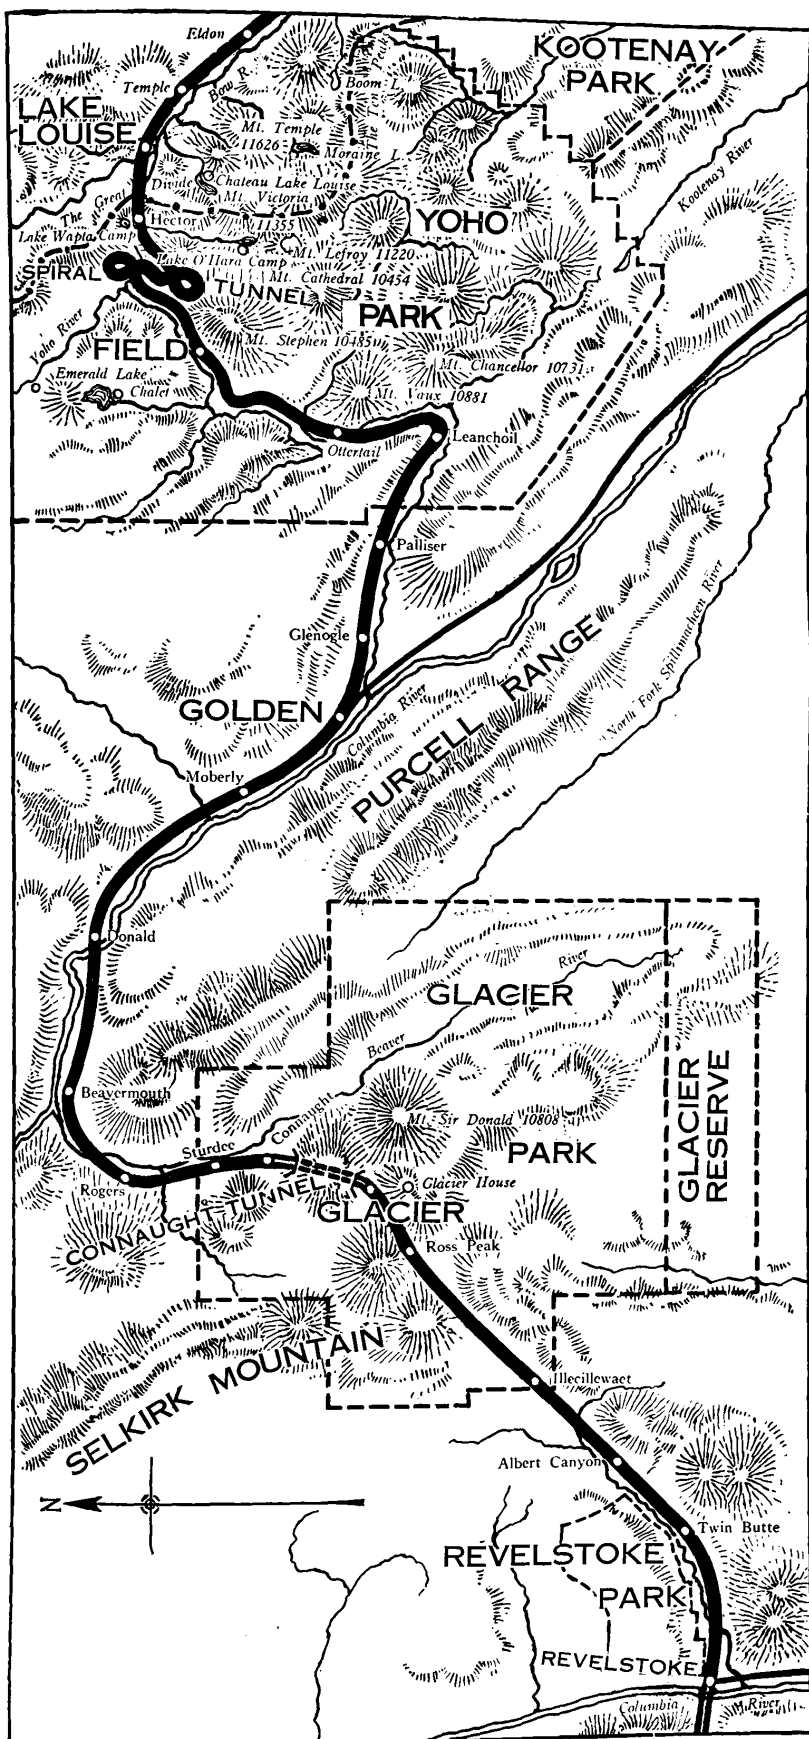 Eldon
KOOTENAY
PARK
Temple
Bow R.
Boom L.
LAKE
LOUISE
Mt. Temple
11626
Moraine L.
Kootenay River
The Great Divide
Chateau Lake Louise
Mt. Victoria
11355
Hector
YOHO
Lake Wapta Camp
Mt. Lefroy 11220
Lake O'Hara Camp
SPIRAL
TUNNEL
Mt. Cathedral 10454
PARK
Yoho River
Mt. Stephen 10485
FIELD
Mt. Chancellor 10731
Emerald Lake
Chalet
Mt. Vaux 10881
Ottertail
Leanchoil
Palliser
Glenogle
PURCELL RANGE
North Fork Spilimacheen River
GOLDEN
Columbia River
Moberly
Donald
River
GLACIER
Beaver
GLACIER
RESERVE
Beavermouth
Connaught
Mt. Sir Donald 10808
PARK
Sturdee
Rogers
CONNAUGHT TUNNEL
Glacier House
GLACIER
Ross Peak
SELKIRK MOUNTAIN
Illecillewaet
Albert Canyon
N
Twin Butte
REVELSTOKE
PARK
REVELSTOKE
Columbia River